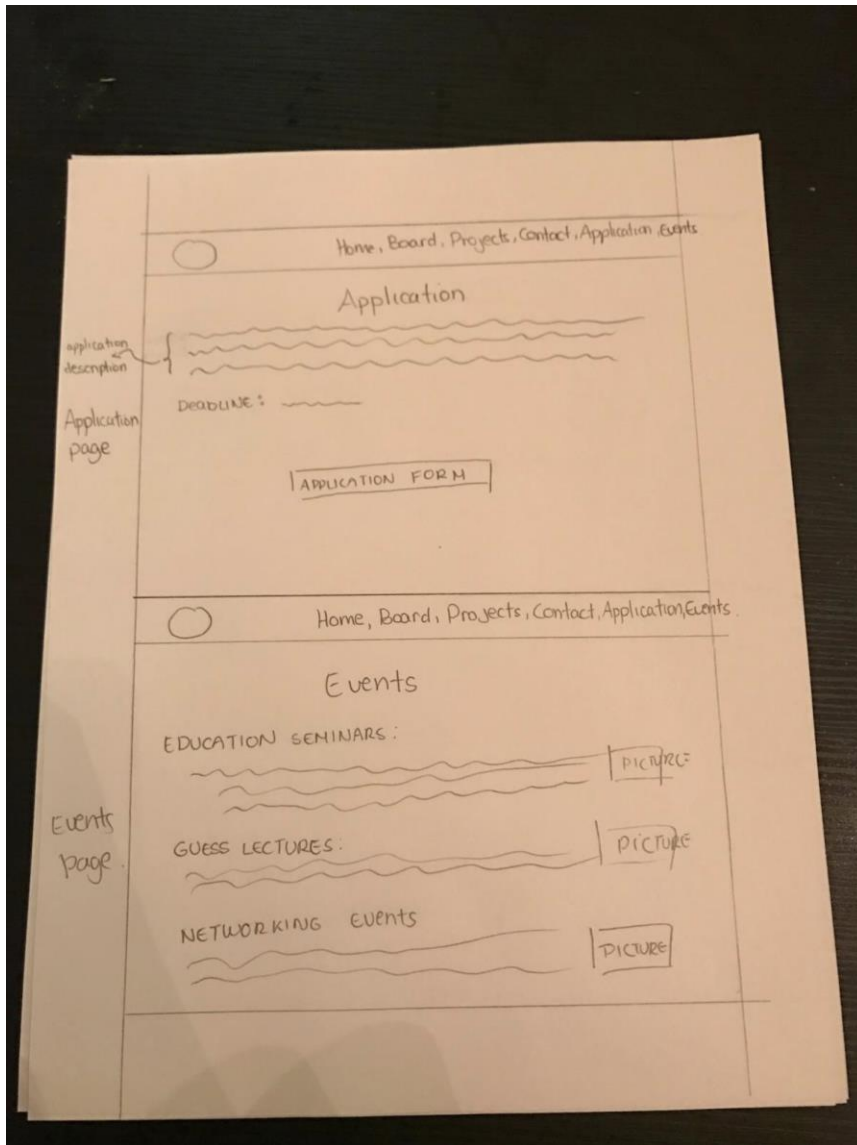 Home, Board, Projects, Contact, Application, Events
Application
application
description
DEADLINE:
Application
page
APPLICATION FORM
Home, Board, Projects, Contact, Application, Events.
Events
EDUCATION SEMINARS:
PICTURE
GUESS LECTURES:
PICTURE
Events
page.
NETWORKING Events
PICTURE